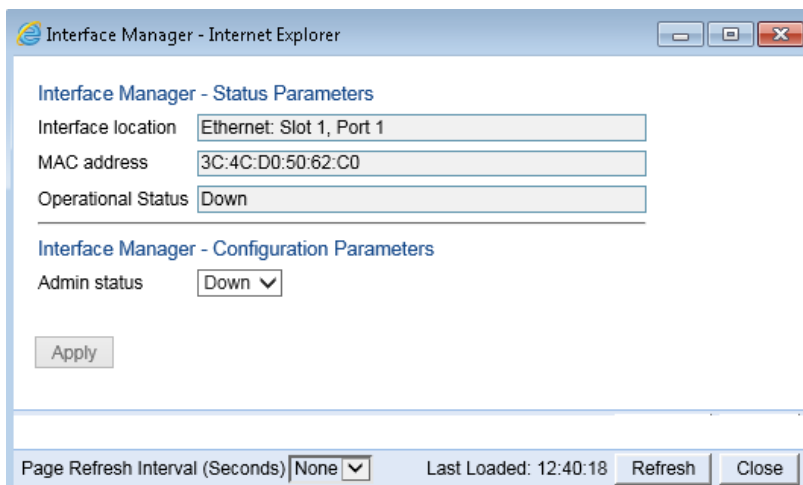 Interface Manager - Internet Explorer
Interface Manager - Status Parameters
Interface location Ethernet: Slot 1, Port 1
MAC address 3C:4C:D0:50:62:C0
Operational Status Down
Interface Manager - Configuration Parameters
Admin status Down
Apply
Page Refresh Interval (Seconds) None Last Loaded: 12:40:18 Refresh Close